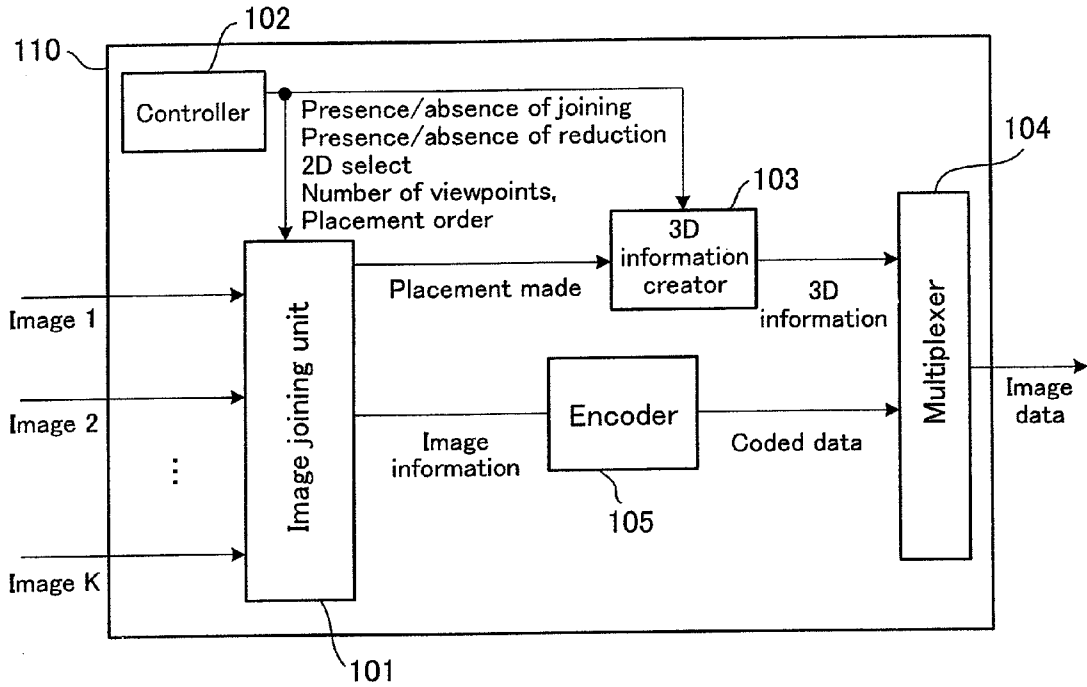 102
110
Controller
Presence/absence of joining
Presence/absence of reduction
2D select
Number of viewpoints,
Placement order
104
103
3D
information
creator
Placement made
3D
information
Image 1
Image 2
⋮
Image K
Image joining unit
Encoder
Image
information
Coded data
105
Multiplexer
Image
data
101